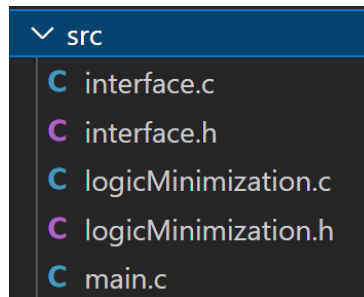 src
C interface.c
C interface.h
C logicMinimization.c
C logicMinimization.h
C main.c